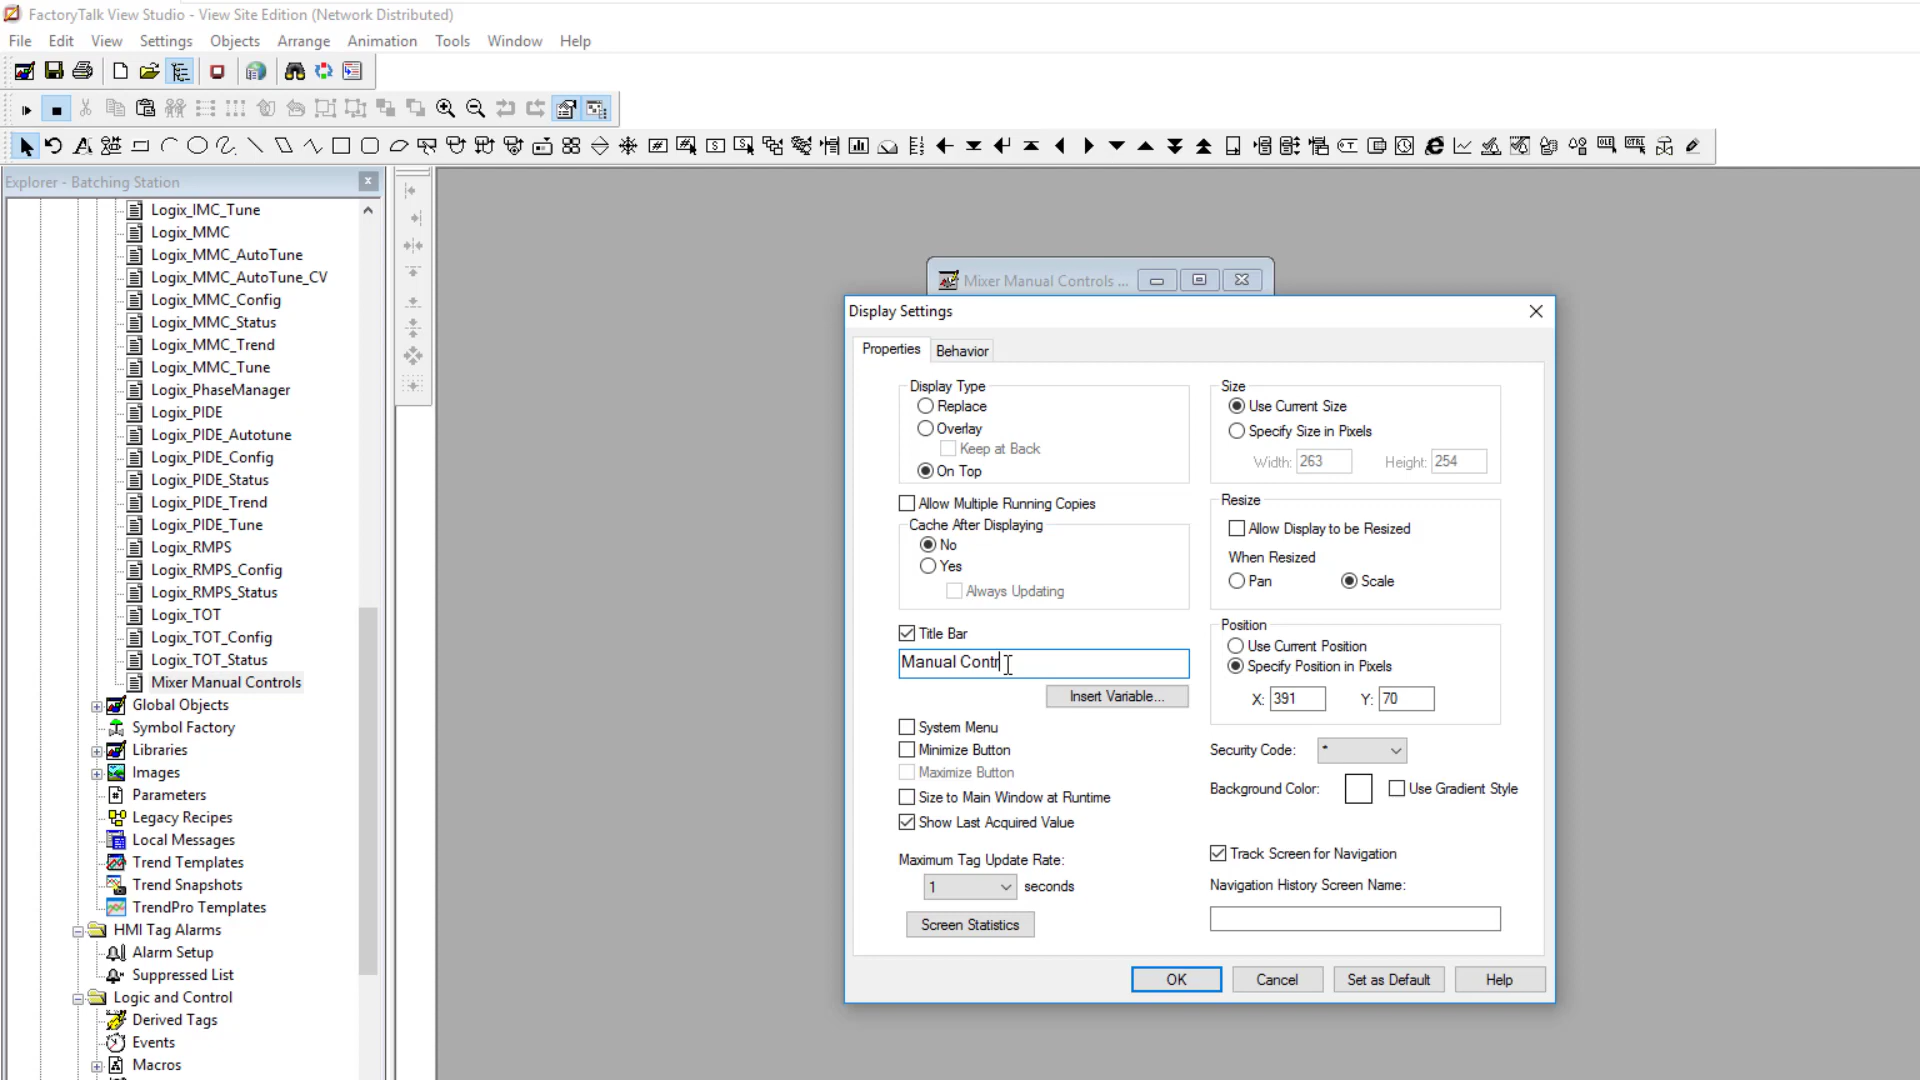 FactoryTalk View Studio - View Site Edition (Network Distributed)
File Edit View Settings Objects Arrange Animation Tools Window Help
Explorer - Batching Station
Logix_IMC_Tune
Logix_MMC
Logix_MMC_AutoTune
Logix_MMC_AutoTune_CV
Logix_MMC_Config
Logix_MMC_Status
Logix_MMC_Trend
Logix_MMC_Tune
Logix_PhaseManager
Logix_PIDE
Logix_PIDE_Autotune
Logix_PIDE_Config
Logix_PIDE_Status
Logix_PIDE_Trend
Logix_PIDE_Tune
Logix_RMPS
Logix_RMPS_Config
Logix_RMPS_Status
Logix_TOT
Logix_TOT_Config
Logix_TOT_Status
Mixer Manual Controls
Global Objects
Symbol Factory
Libraries
Images
Parameters
Legacy Recipes
Local Messages
Trend Templates
Trend Snapshots
TrendPro Templates
HMI Tag Alarms
Alarm Setup
Suppressed List
Logic and Control
Derived Tags
Events
Macros
Mixer Manual Controls ...
Display Settings
Properties Behavior
Display Type
Replace
Overlay
Keep at Back
On Top
Allow Multiple Running Copies
Cache After Displaying
No
Yes
Always Updating
Title Bar
Manual Contr
Insert Variable...
System Menu
Minimize Button
Maximize Button
Size to Main Window at Runtime
Show Last Acquired Value
Maximum Tag Update Rate:
1 seconds
Screen Statistics
Size
Use Current Size
Specify Size in Pixels
Width: 263 Height: 254
Resize
Allow Display to be Resized
When Resized
Pan Scale
Position
Use Current Position
Specify Position in Pixels
X: 391 Y: 70
Security Code: *
Background Color: Use Gradient Style
Track Screen for Navigation
Navigation History Screen Name:
OK Cancel Set as Default Help